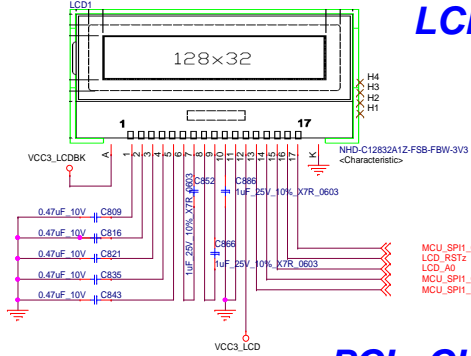 LCD1
LC
128x32
H4
H3
H2
H1
1
17
NHD-C12832A1Z-FSB-FBW-3V3
<Characteristic>
VCC3_LCDBK
A
1
2
3
4
5
6
7
8
9
10
11
12
13
14
15
16
17
K
C852
C886
1uF_25V_10%_X7R_0603
1uF_25V_10%_X7R_0603
0.47uF_10V C809
0.47uF_10V C816
0.47uF_10V C821
0.47uF_10V C835
0.47uF_10V C843
C866
1uF_25V_10%_X7R_0603
MCU_SPI1_
LCD_RSTz
LCD_A0
MCU_SPI1_
MCU_SPI1_
VCC3_LCD